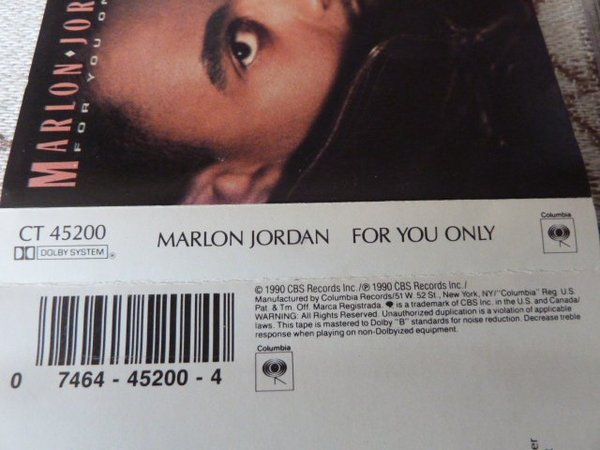 MARLON♦JOR
FOR YOU
CT 45200
DOLBY SYSTEM
MARLON JORDAN FOR YOU ONLY
Columbia
© 1990 CBS Records Inc./℗ 1990 CBS Records Inc./
Manufactured by Columbia Records/51 W. 52 St., New York, NY/"Columbia" Reg. U.S.
Pat. & Tm. Off. Marca Registrada. is a trademark of CBS Inc. in the U.S. and Canada/
WARNING: All Rights Reserved. Unauthorized duplication is a violation of applicable
laws. This tape is mastered to Dolby "B" standards for noise reduction. Decrease treble
response when playing on non-Dolbyized equipment.
Columbia
0 7464 - 45200 - 4